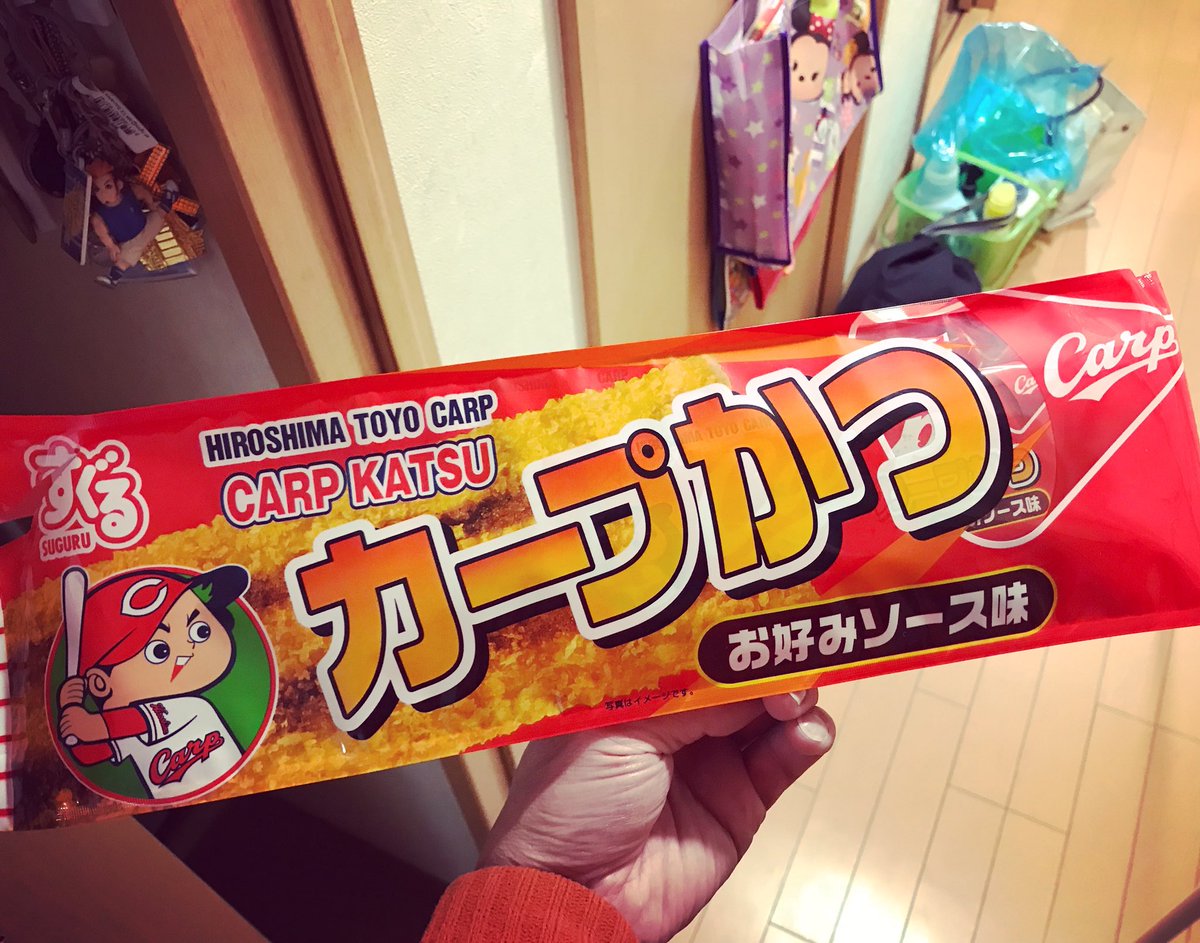 すぐる
SUGURU
HIROSHIMA TOYO CARP
CARP KATSU
カープかつ
お好みソース味
写真はイメージです。
Carp
Carp
C